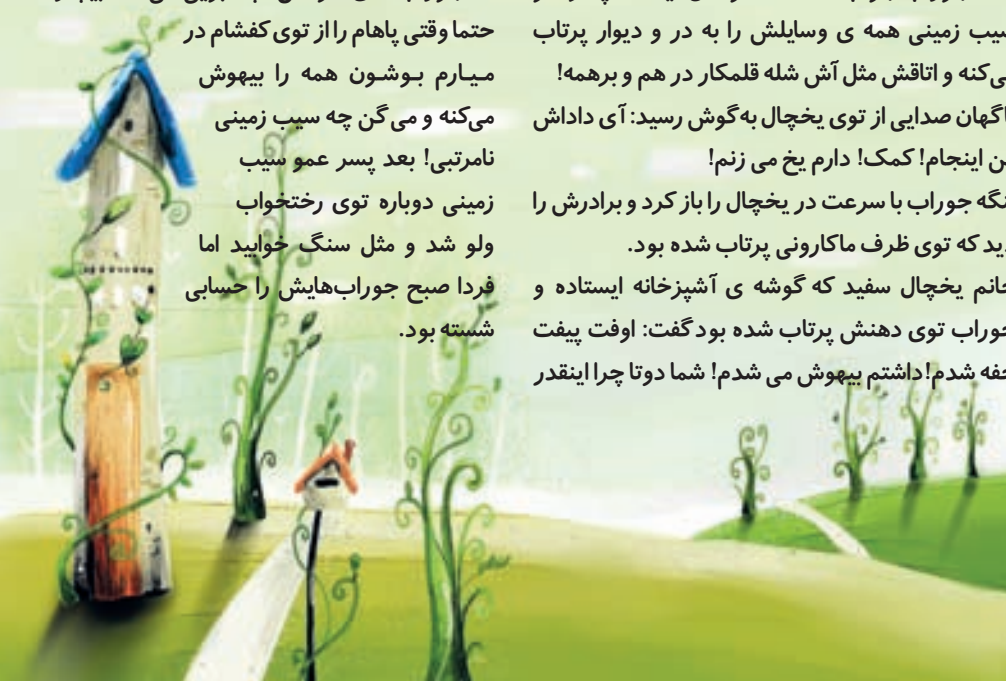 زمینی همه ی وسایلش را به در و دیوار پرتاب
می‌کنه و اتاقش مثل آش شله قلمکار در هم و برهمه!
ناگهان صدایی از توی یخچال به گوش رسید: آی داداش
من اینجام! کمک! دارم یخ می زنم!
لنگه جوراب با سرعت در یخچال را باز کرد و برادرش را
دید که توی ظرف ماکارونی پرتاب شده بود.
خانم یخچال سفید که گوشه ی آشپزخانه ایستاده و
جوراب توی دهنش پرتاب شده بود گفت: اوفت پیفت
خفه شدم! داشتم بیهوش می شدم! شما دوتا چرا اینقدر
حتما وقتی پاهام را از توی کفشام در
میارم بوشون همه را بیهوش
می‌کنه و می گن چه سیب زمینی
نامرتبی! بعد پسر عمو سیب
زمینی دوباره توی رختخواب
ولو شد و مثل سنگ خوابید اما
فردا صبح جوراب‌هایش را حسابی
شسته بود.